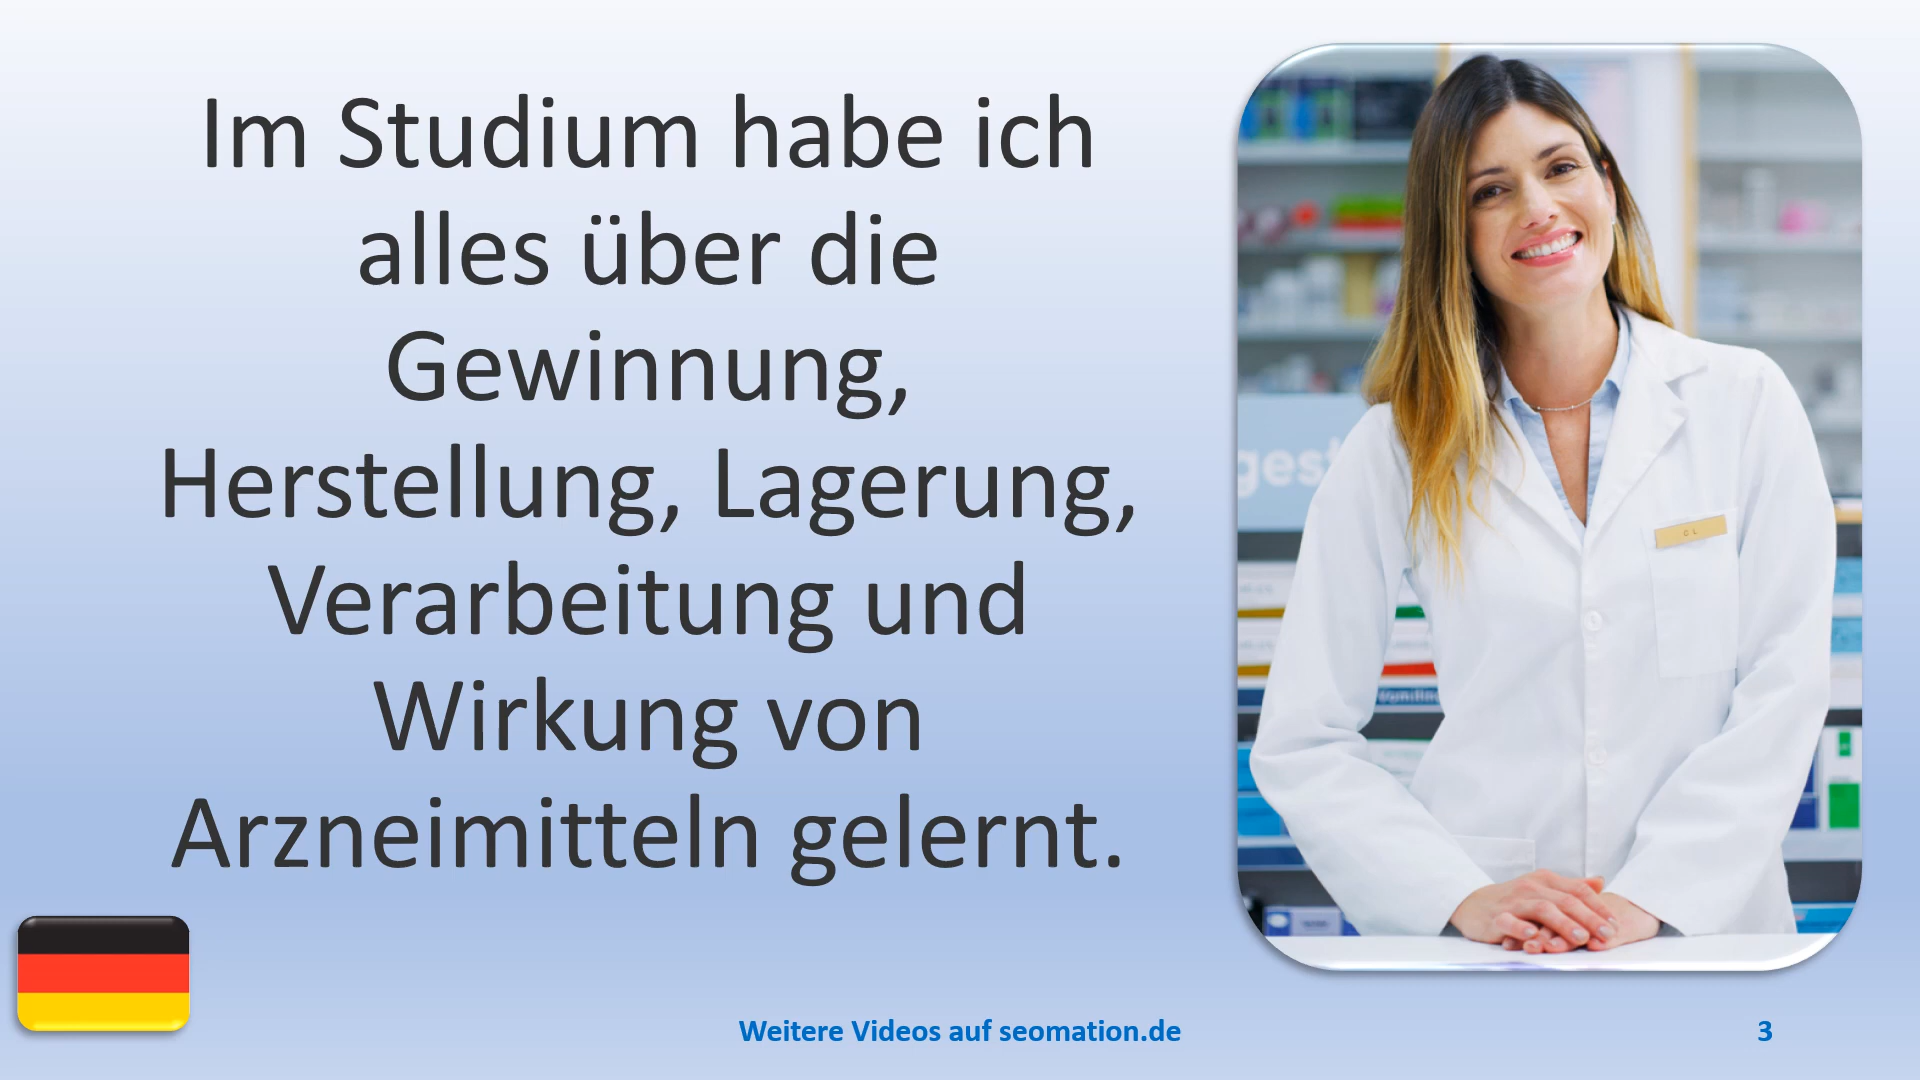 Im Studium habe ich
alles über die
Gewinnung,
Herstellung, Lagerung,
Verarbeitung und
Wirkung von
Arzneimitteln gelernt.
gest
C L
Weitere Videos auf seomation.de
3